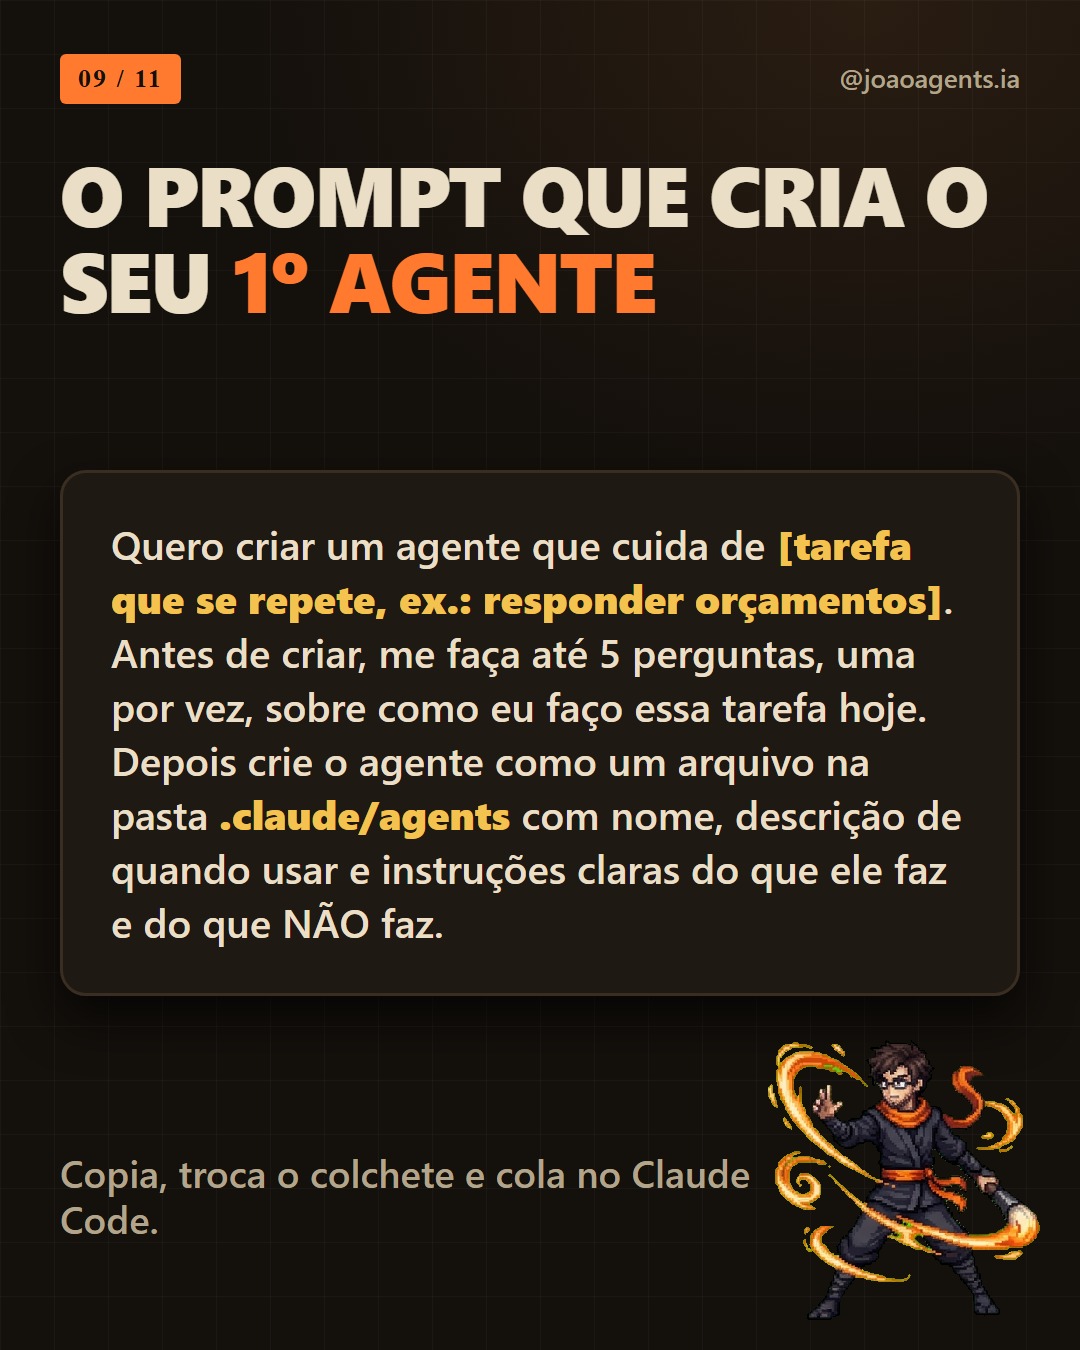 09 / 11
@joaoagents.ia
O PROMPT QUE CRIA O
SEU 1º AGENTE
Quero criar um agente que cuida de [tarefa
que se repete, ex.: responder orçamentos].
Antes de criar, me faça até 5 perguntas, uma
por vez, sobre como eu faço essa tarefa hoje.
Depois crie o agente como um arquivo na
pasta .claude/agents com nome, descrição de
quando usar e instruções claras do que ele faz
e do que NÃO faz.
Copia, troca o colchete e cola no Claude
Code.